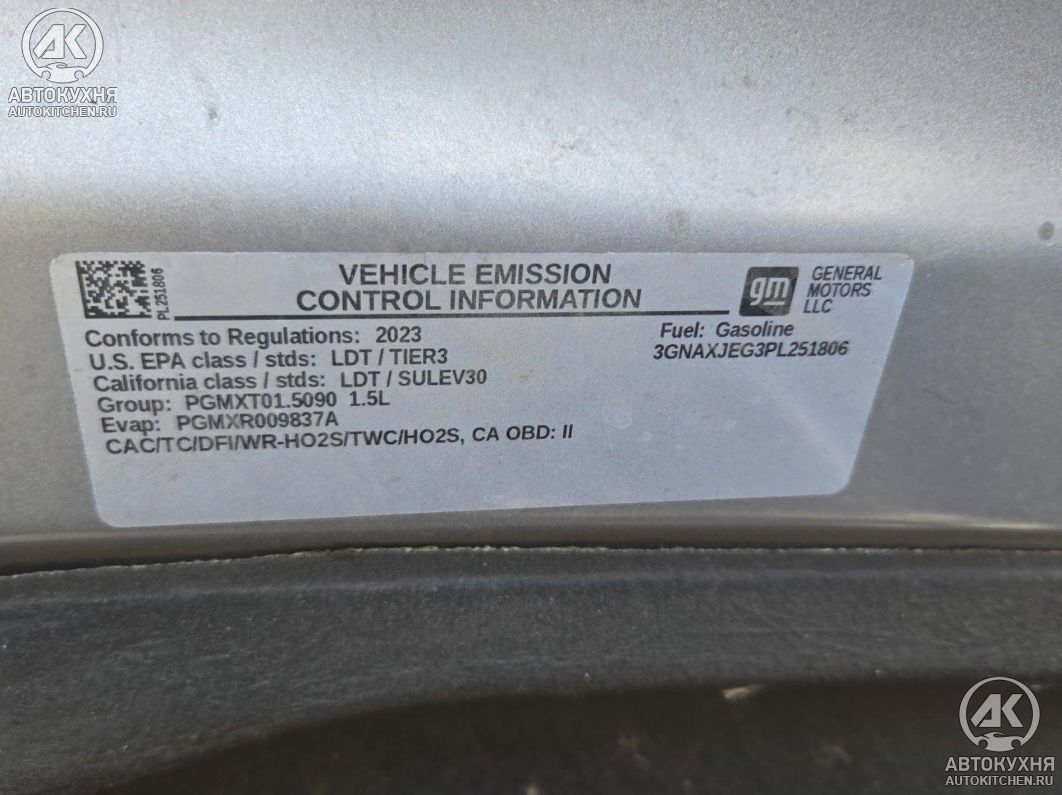 АК
АВТОКУХНЯ
AUTOKITCHEN.RU
PL251806
VEHICLE EMISSION
CONTROL INFORMATION
gm
GENERAL
MOTORS
LLC
Conforms to Regulations: 2023
U.S. EPA class / stds: LDT / TIER3
California class / stds: LDT / SULEV30
Group: PGMXT01.5090 1.5L
Evap: PGMXR009837A
CAC/TC/DFI/WR-HO2S/TWC/HO2S, CA OBD: II
Fuel: Gasoline
3GNAXJEG3PL251806
АК
АВТОКУХНЯ
AUTOKITCHEN.RU